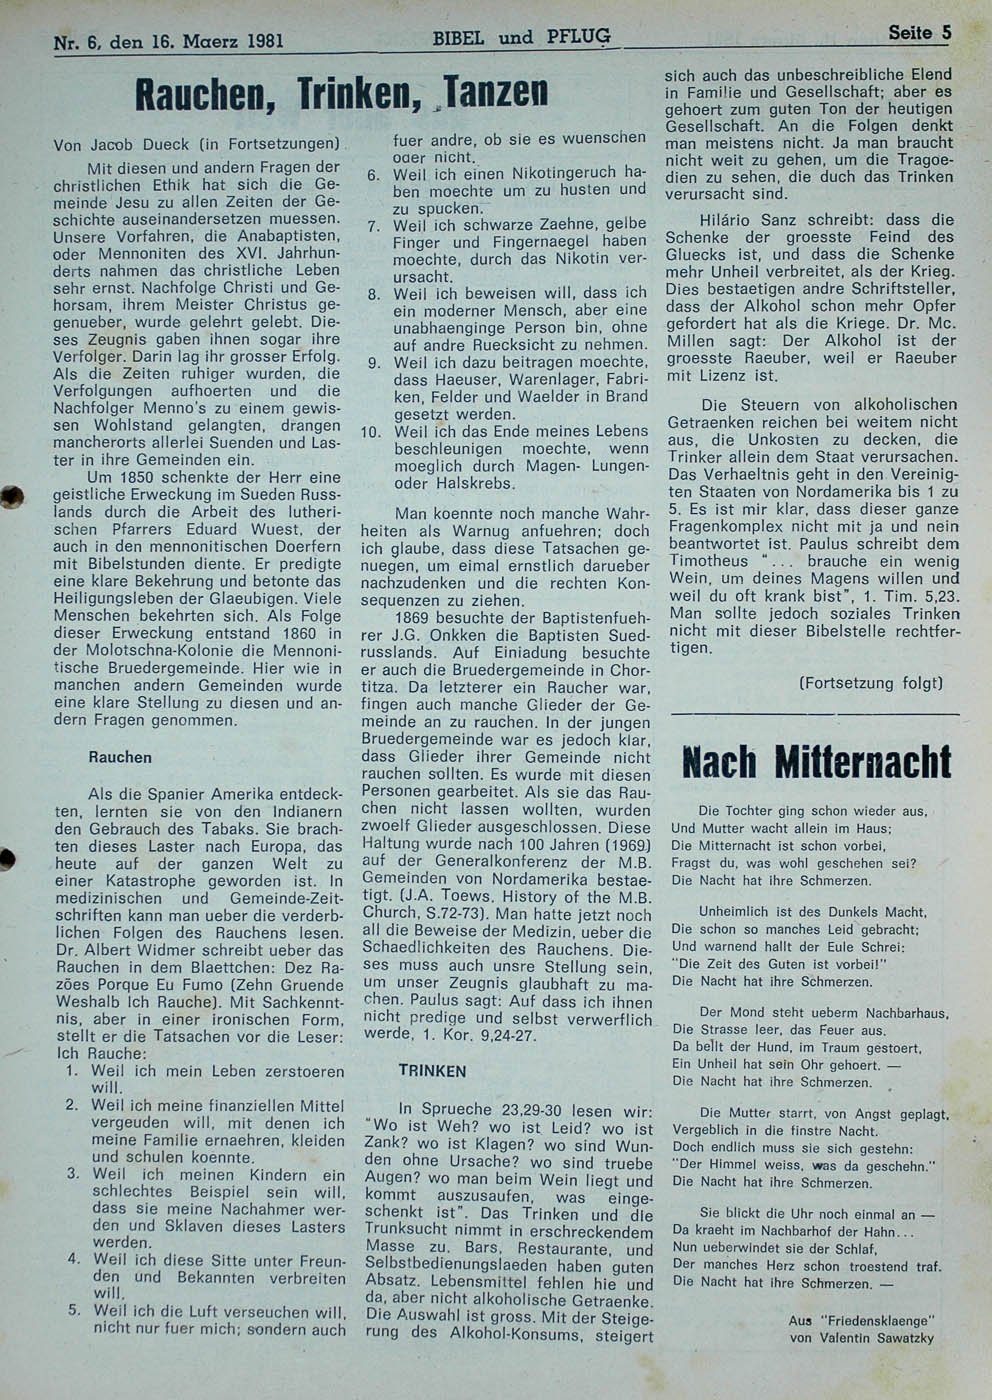 Nr. 6, den 16. Maerz 1981
BIBEL und PFLUG
Seite 5
Rauchen, Trinken, Tanzen
Von Jacob Dueck (in Fortsetzungen)
Mit diesen und andern Fragen der
christlichen Ethik hat sich die Ge-
meinde Jesu zu allen Zeiten der Ge-
schichte auseinandersetzen muessen.
Unsere Vorfahren, die Anabaptisten,
oder Mennoniten des XVI. Jahrhun-
derts nahmen das christliche Leben
sehr ernst. Nachfolge Christi und Ge-
horsam, ihrem Meister Christus ge-
genueber, wurde gelehrt gelebt. Die-
ses Zeugnis gaben ihnen sogar ihre
Verfolger. Darin lag ihr grosser Erfolg.
Als die Zeiten ruhiger wurden, die
Verfolgungen aufhoerten und die
Nachfolger Menno's zu einem gewis-
sen Wohlstand gelangten, drangen
mancherorts allerlei Suenden und Las-
ter in ihre Gemeinden ein.
Um 1850 schenkte der Herr eine
geistliche Erweckung im Sueden Russ-
lands durch die Arbeit des lutheri-
schen Pfarrers Eduard Wuest, der
auch in den mennonitischen Doerfern
mit Bibelstunden diente. Er predigte
eine klare Bekehrung und betonte das
Heiligungsleben der Glaeubigen. Viele
Menschen bekehrten sich. Als Folge
dieser Erweckung entstand 1860 in
der Molotschna-Kolonie die Mennoni-
tische Bruedergemeinde. Hier wie in
manchen andern Gemeinden wurde
eine klare Stellung zu diesen und an-
dern Fragen genommen.
Rauchen
Als die Spanier Amerika entdeck-
ten, lernten sie von den Indianern
den Gebrauch des Tabaks. Sie brach-
ten dieses Laster nach Europa, das
heute auf der ganzen Welt zu
einer Katastrophe geworden ist. In
medizinischen und Gemeinde-Zeit-
schriften kann man ueber die verderb-
lichen Folgen des Rauchens lesen.
Dr. Albert Widmer schreibt ueber das
Rauchen in dem Blaettchen: Dez Ra-
zões Porque Eu Fumo (Zehn Gruende
Weshalb Ich Rauche). Mit Sachkennt-
nis, aber in einer ironischen Form,
stellt er die Tatsachen vor die Leser:
Ich Rauche:
1. Weil ich mein Leben zerstoeren
will.
2. Weil ich meine finanziellen Mittel
vergeuden will, mit denen ich
meine Familie ernaehren, kleiden
und schulen koennte.
3. Weil ich meinen Kindern ein
schlechtes Beispiel sein will,
dass sie meine Nachahmer wer-
den und Sklaven dieses Lasters
werden.
4. Weil ich diese Sitte unter Freun-
den und Bekannten verbreiten
will,
5. Weil ich die Luft verseuchen will,
nicht nur fuer mich; sondern auch
fuer andre, ob sie es wuenschen
oder nicht.
6. Weil ich einen Nikotingeruch ha-
ben moechte um zu husten und
zu spucken.
7. Weil ich schwarze Zaehne, gelbe
Finger und Fingernaegel haben
moechte, durch das Nikotin ver-
ursacht.
8. Weil ich beweisen will, dass ich
ein moderner Mensch, aber eine
unabhaenginge Person bin, ohne
auf andre Ruecksicht zu nehmen.
9. Weil ich dazu beitragen moechte,
dass Haeuser, Warenlager, Fabri-
ken, Felder und Waelder in Brand
gesetzt werden.
10. Weil ich das Ende meines Lebens
beschleunigen moechte, wenn
moeglich durch Magen- Lungen-
oder Halskrebs.
Man koennte noch manche Wahr-
heiten als Warnug anfuehren; doch
ich glaube, dass diese Tatsachen ge-
nuegen, um eimal ernstlich darueber
nachzudenken und die rechten Kon-
sequenzen zu ziehen.
1869 besuchte der Baptistenfueh-
rer J.G. Onkken die Baptisten Sued-
russlands. Auf Einiadung besuchte
er auch die Bruedergemeinde in Chor-
titza. Da letzterer ein Raucher war,
fingen auch manche Glieder der Ge-
meinde an zu rauchen. In der jungen
Bruedergemeinde war es jedoch klar,
dass Glieder ihrer Gemeinde nicht
rauchen sollten. Es wurde mit diesen
Personen gearbeitet. Als sie das Rau-
chen nicht lassen wollten, wurden
zwoelf Glieder ausgeschlossen. Diese
Haltung wurde nach 100 Jahren (1969)
auf der Generalkonferenz der M.B.
Gemeinden von Nordamerika bestae-
tigt. (J.A. Toews. History of the M.B.
Church, S.72-73). Man hatte jetzt noch
all die Beweise der Medizin, ueber die
Schaedlichkeiten des Rauchens. Die-
ses muss auch unsre Stellung sein,
um unser Zeugnis glaubhaft zu ma-
chen. Paulus sagt: Auf dass ich ihnen
nicht predige und selbst verwerflich
werde, 1. Kor. 9,24-27.
TRINKEN
In Sprueche 23,29-30 lesen wir:
"Wo ist Weh? wo ist Leid? wo ist
Zank? wo ist Klagen? wo sind Wun-
den ohne Ursache? wo sind truebe
Augen? wo man beim Wein liegt und
kommt auszusaufen, was einge-
schenkt ist". Das Trinken und die
Trunksucht nimmt in erschreckendem
Masse zu. Bars, Restaurante, und
Selbstbedienungslaeden haben guten
Absatz. Lebensmittel fehlen hie und
da, aber nicht alkoholische Getraenke.
Die Auswahl ist gross. Mit der Steige-
rung des Alkohol-Konsums, steigert
sich auch das unbeschreibliche Elend
in Familie und Gesellschaft; aber es
gehoert zum guten Ton der heutigen
Gesellschaft. An die Folgen denkt
man meistens nicht. Ja man braucht
nicht weit zu gehen, um die Tragoe-
dien zu sehen, die duch das Trinken
verursacht sind.
Hilário Sanz schreibt: dass die
Schenke der groesste Feind des
Gluecks ist, und dass die Schenke
mehr Unheil verbreitet, als der Krieg.
Dies bestaetigen andre Schriftsteller,
dass der Alkohol schon mehr Opfer
gefordert hat als die Kriege. Dr. Mc.
Millen sagt: Der Alkohol ist der
groesste Raeuber, weil er Raeuber
mit Lizenz ist.
Die Steuern von alkoholischen
Getraenken reichen bei weitem nicht
aus, die Unkosten zu decken, die
Trinker allein dem Staat verursachen.
Das Verhaeltnis geht in den Vereinig-
ten Staaten von Nordamerika bis 1 zu
5. Es ist mir klar, dass dieser ganze
Fragenkomplex nicht mit ja und nein
beantwortet ist. Paulus schreibt dem
Timotheus "... brauche ein wenig
Wein, um deines Magens willen und
weil du oft krank bist", 1. Tim. 5,23.
Man sollte jedoch soziales Trinken
nicht mit dieser Bibelstelle rechtfer-
tigen.
(Fortsetzung folgt)
Nach Mitternacht
Die Tochter ging schon wieder aus,
Und Mutter wacht allein im Haus;
Die Mitternacht ist schon vorbei,
Fragst du, was wohl geschehen sei?
Die Nacht hat ihre Schmerzen.
Unheimlich ist des Dunkels Macht,
Die schon so manches Leid gebracht;
Und warnend hallt der Eule Schrei:
"Die Zeit des Guten ist vorbei!"
Die Nacht hat ihre Schmerzen.
Der Mond steht ueberm Nachbarhaus,
Die Strasse leer, das Feuer aus.
Da bellt der Hund, im Traum gestoert,
Ein Unheil hat sein Ohr gehoert. —
Die Nacht hat ihre Schmerzen.
Die Mutter starrt, von Angst geplagt,
Vergeblich in die finstre Nacht.
Doch endlich muss sie sich gestehn:
"Der Himmel weiss, was da geschehn."
Die Nacht hat ihre Schmerzen.
Sie blickt die Uhr noch einmal an —
Da kraeht im Nachbarhof der Hahn...
Nun ueberwindet sie der Schlaf,
Der manches Herz schon troestend traf.
Die Nacht hat ihre Schmerzen. —
Aus "Friedensklaenge"
von Valentin Sawatzky